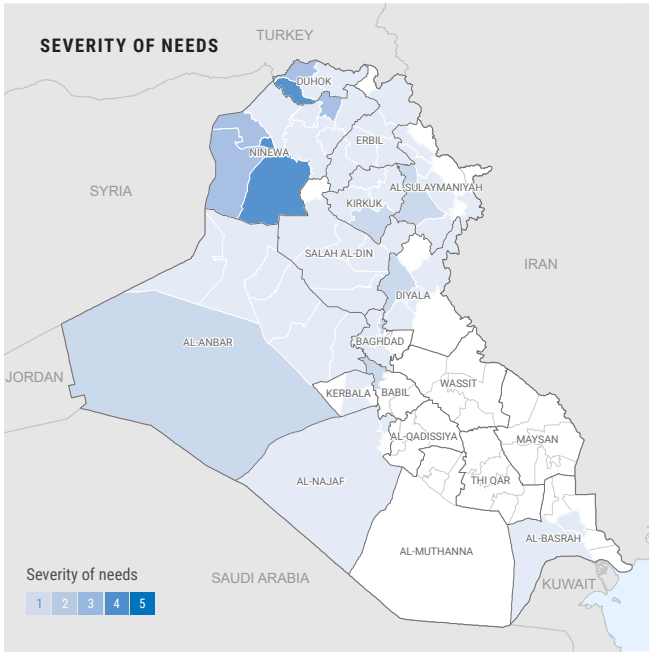 SEVERITY OF NEEDS
TURKEY
DUHOK
ERBIL
NINEWA
SYRIA
AL-SULAYMANIYAH
KIRKUK
SALAH AL-DIN
IRAN
DIYALA
AL-ANBAR
BAGHDAD
JORDAN
WASSIT
KERBALA
BABIL
AL-QADISSIYA
MAYSAN
AL-NAJAF
THI QAR
AL-BASRAH
AL-MUTHANNA
Severity of needs
SAUDI ARABIA
KUWAIT
1 2 3 4 5